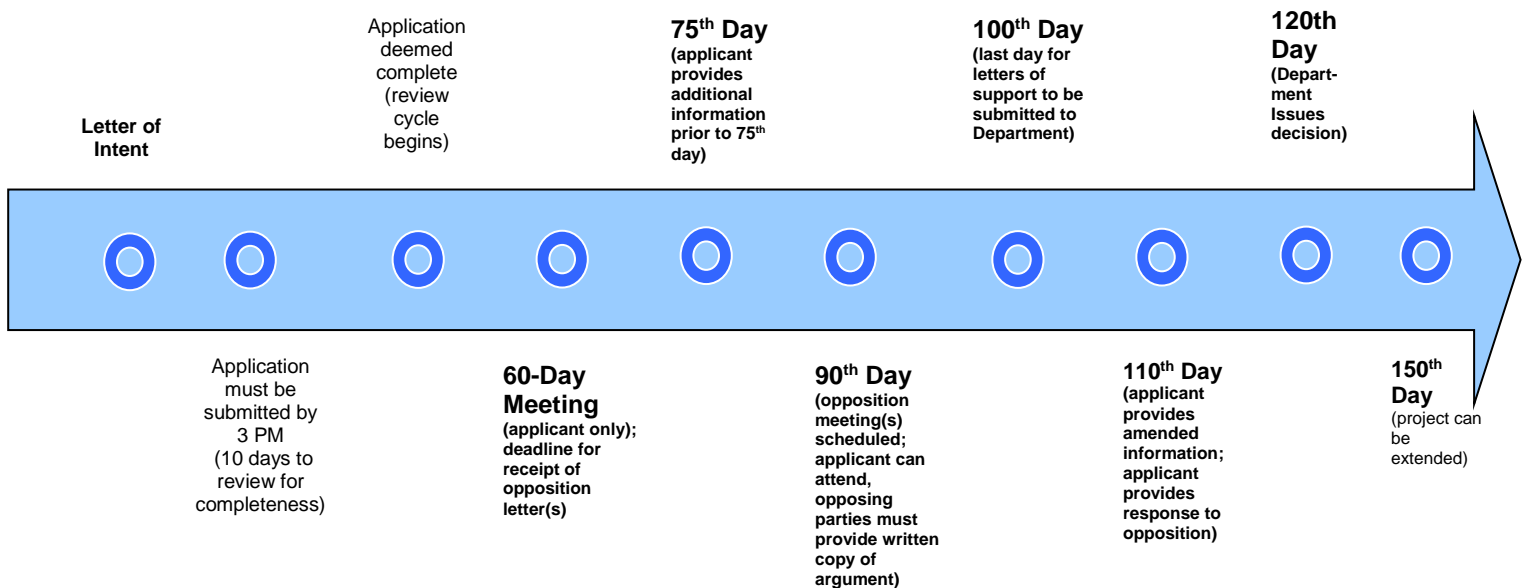 Letter of
Intent
Application
must be
submitted by
3 PM
(10 days to
review for
completeness)
Application
deemed
complete
(review
cycle
begins)
60-Day
Meeting
(applicant only);
deadline for
receipt of
opposition
letter(s)
75th Day
(applicant
provides
additional
information
prior to 75th
day)
90th Day
(opposition
meeting(s)
scheduled;
applicant can
attend,
opposing
parties must
provide written
copy of
argument)
100th Day
(last day for
letters of
support to be
submitted to
Department)
110th Day
(applicant
provides
amended
information;
applicant
provides
response to
opposition)
120th
Day
(Depart-
ment
Issues
decision)
150th
Day
(project can
be
extended)